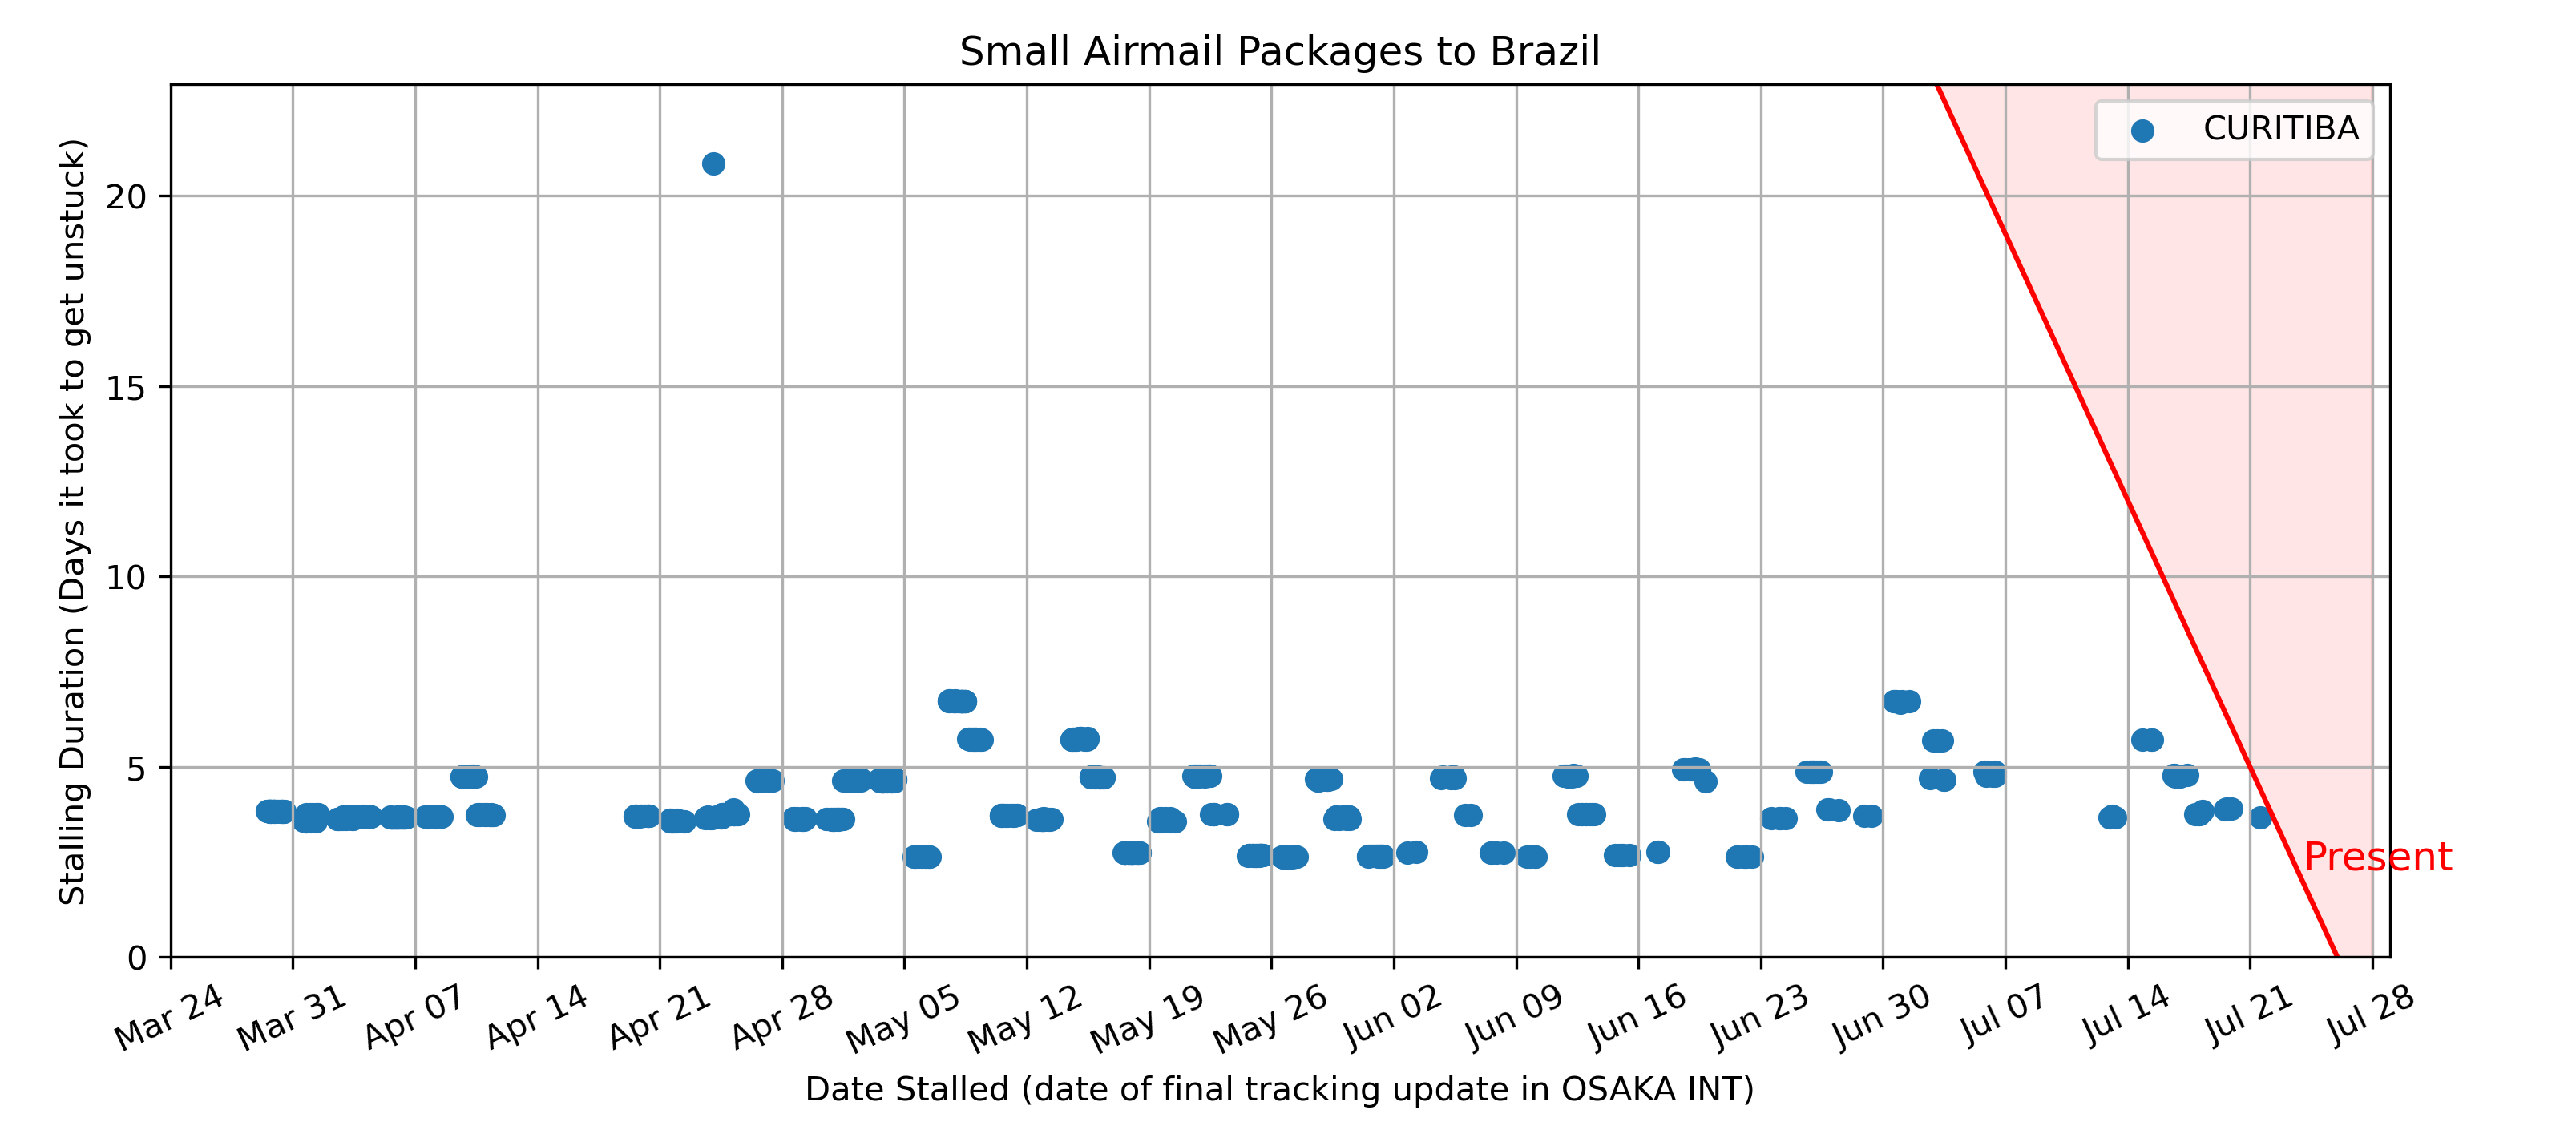 Small Airmail Packages to Brazil
CURITIBA
Stalling Duration (Days it took to get unstuck)
20
15
10
5
0
Present
Mar 24
Mar 31
Apr 07
Apr 14
Apr 21
Apr 28
May 05
May 12
May 19
May 26
Jun 02
Jun 09
Jun 16
Jun 23
Jun 30
Jul 07
Jul 14
Jul 21
Jul 28
Date Stalled (date of final tracking update in OSAKA INT)